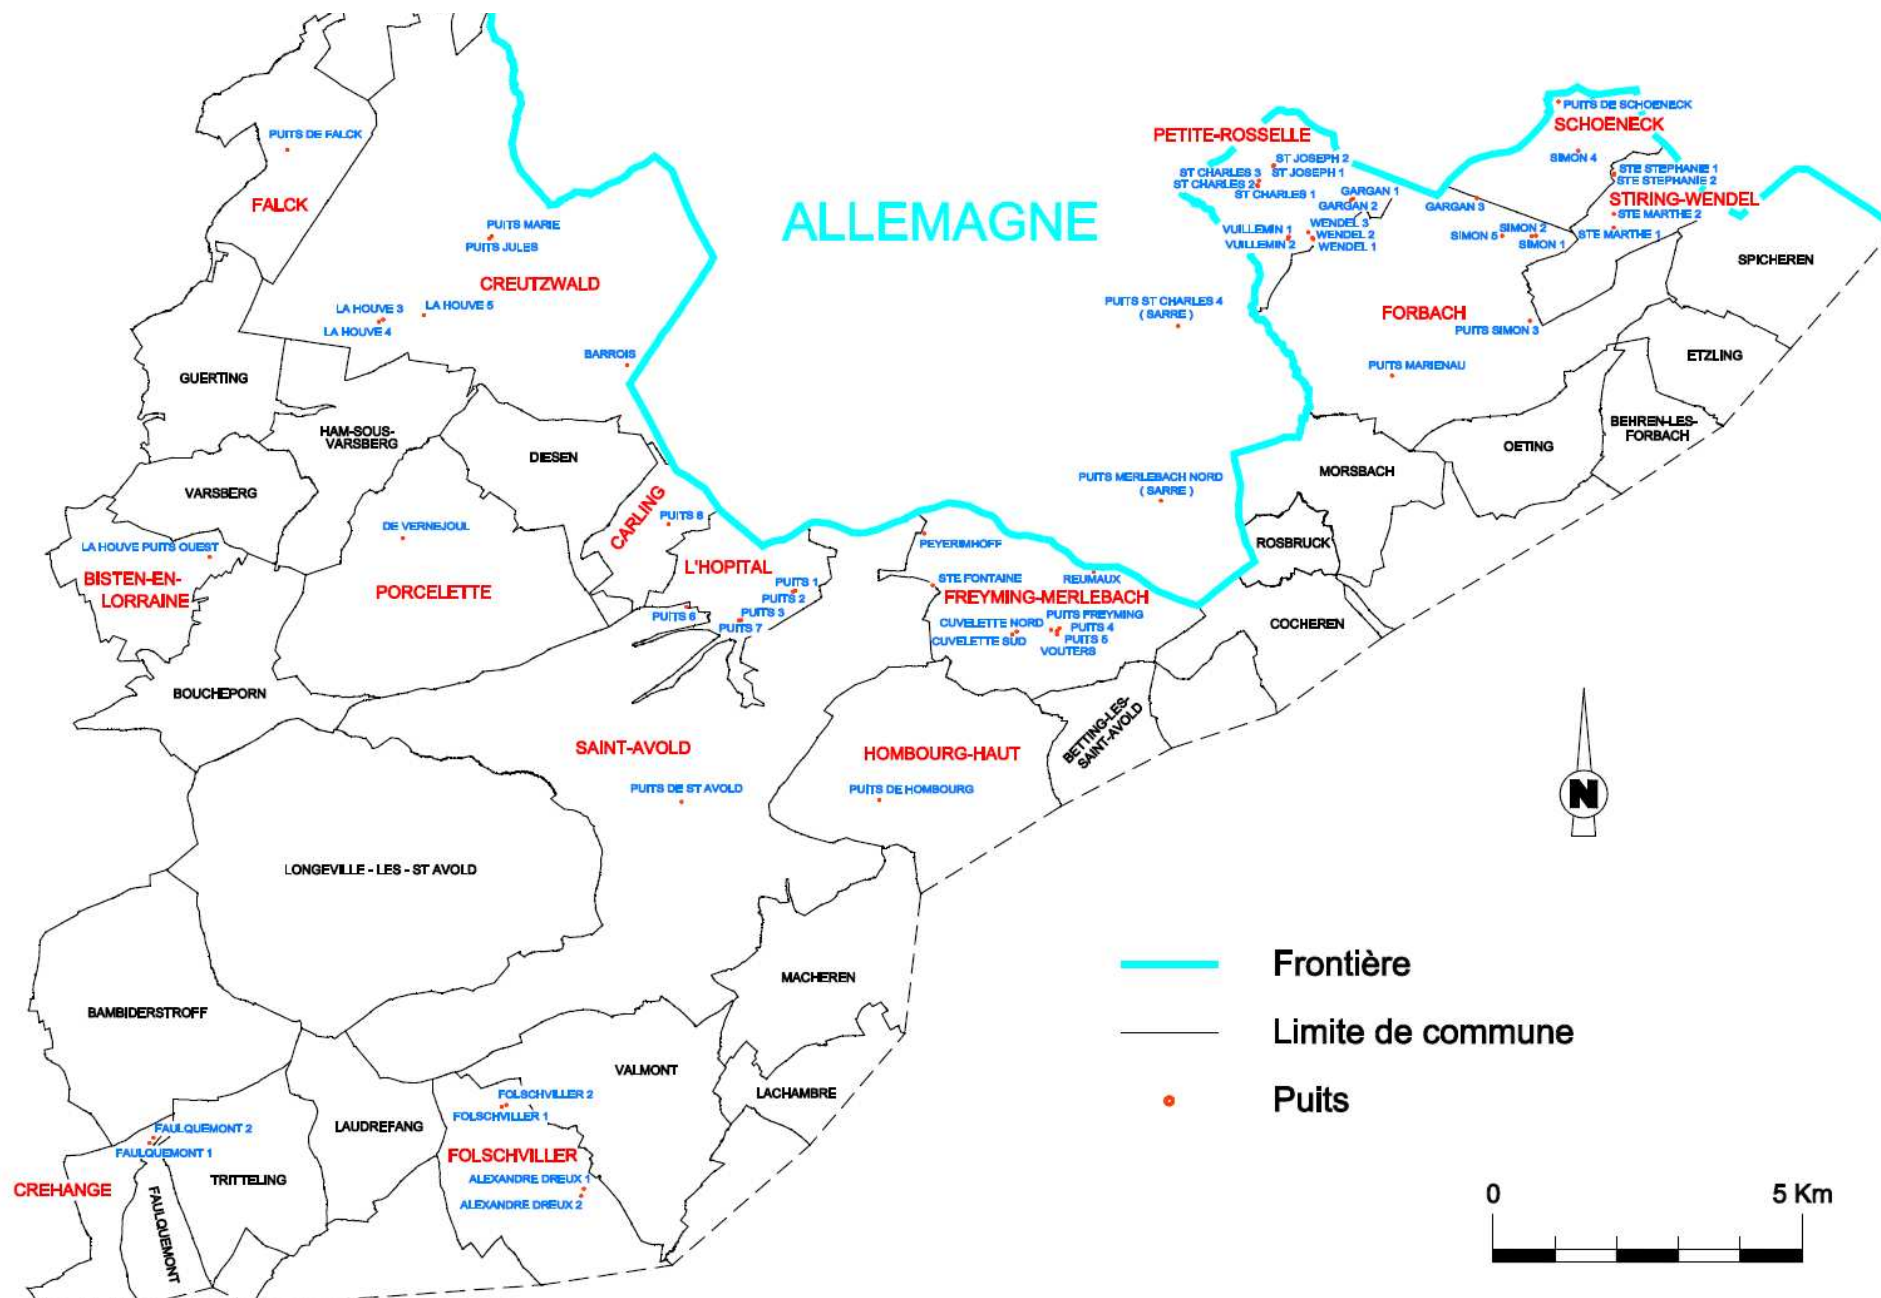 PUITS DE SCHOENECK
SCHOENECK
PETITE-ROSSELLE
PUITS DE FALCK
SIMON 4
ST JOSEPH 2
STE STEPHANIE 1
ST CHARLES 3
ST JOSEPH 1
STE STEPHANIE 2
ST CHARLES 2
ST CHARLES 1
GARGAN 1
STIRING-WENDEL
FALCK
GARGAN 2
GARGAN 3
STE MARTHE 2
ALLEMAGNE
PUITS MARIE
WENDEL 3
VUILLEMIN 1
WENDEL 2
SIMON 2
SIMON 5
STE MARTHE 1
PUITS JULES
VUILLEMIN 2
WENDEL 1
SIMON 1
SPICHEREN
CREUTZWALD
LA HOUVE 3
LA HOUVE 5
PUITS ST CHARLES 4
( SARRE )
FORBACH
LA HOUVE 4
PUITS SIMON 3
BARROIS
ETZLING
GUERTING
PUITS MARIENAU
HAM-SOUS-
VARSBERG
BEHREN-LES-
FORBACH
OETING
DIESEN
MORSBACH
VARSBERG
PUITS MERLEBACH NORD
( SARRE )
CARLING
PUITS 8
DE VERNEJOUL
PEYERIMHOFF
ROSBRUCK
LA HOUVE PUITS OUEST
L'HOPITAL
BISTEN-EN-
LORRAINE
PORCELETTE
PUITS 1
PUITS 2
STE FONTAINE
REUMAUX
FREYMING-MERLEBACH
PUITS 6
PUITS 3
PUITS 7
PUITS FREYMING
CUVELETTE NORD
PUITS 4
CUVELETTE SUD
PUITS 5
VOUTERS
COCHEREN
BOUCHEPORN
BETTING-LES-
SAINT-AVOLD
SAINT-AVOLD
HOMBOURG-HAUT
PUITS DE ST AVOLD
PUITS DE HOMBOURG
N
LONGEVILLE - LES - ST AVOLD
Frontière
MACHEREN
BAMBIDERSTROFF
Limite de commune
VALMONT
LACHAMBRE
Puits
FOLSCHVILLER 2
FOLSCHVILLER 1
FAULQUEMONT 2
LAUDREFANG
FAULQUEMONT 1
FOLSCHVILLER
TRITTELING
ALEXANDRE DREUX 1
CREHANGE
ALEXANDRE DREUX 2
FAULQUEMONT
0 5 Km